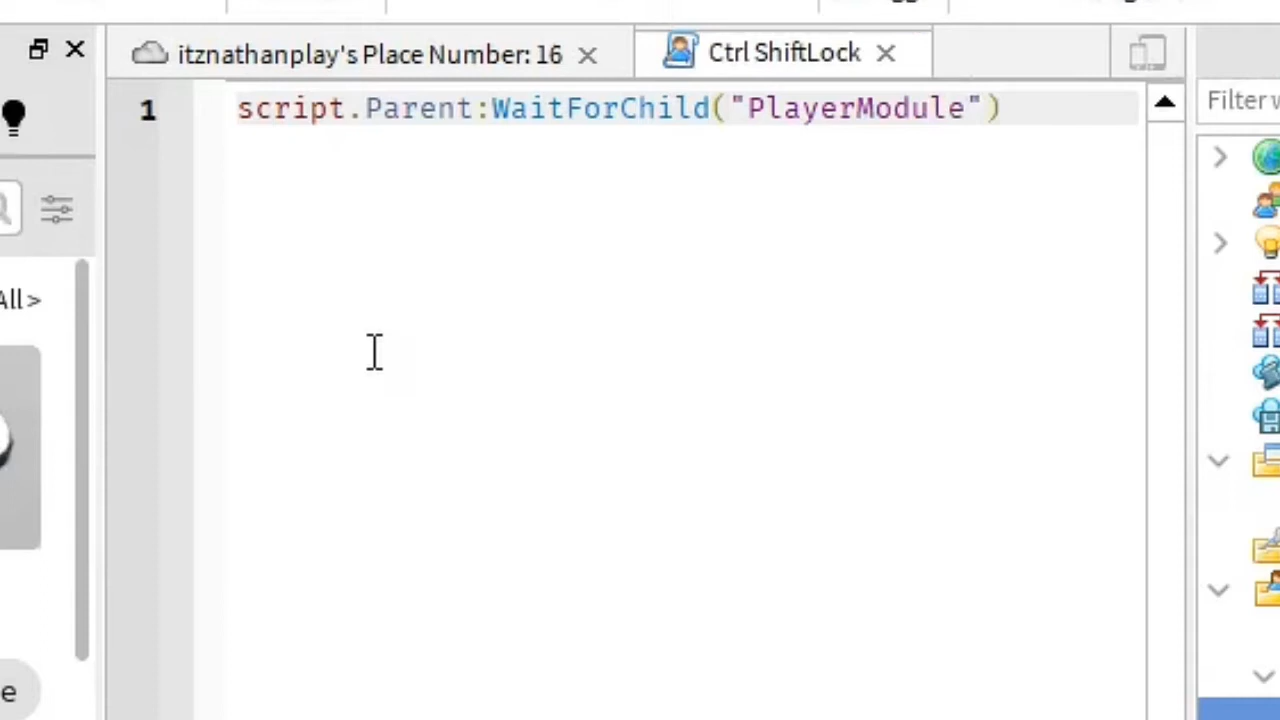 itznathanplay's Place Number: 16
Ctrl ShiftLock
Filter
1
script.Parent:WaitForChild("PlayerModule")
All >
e